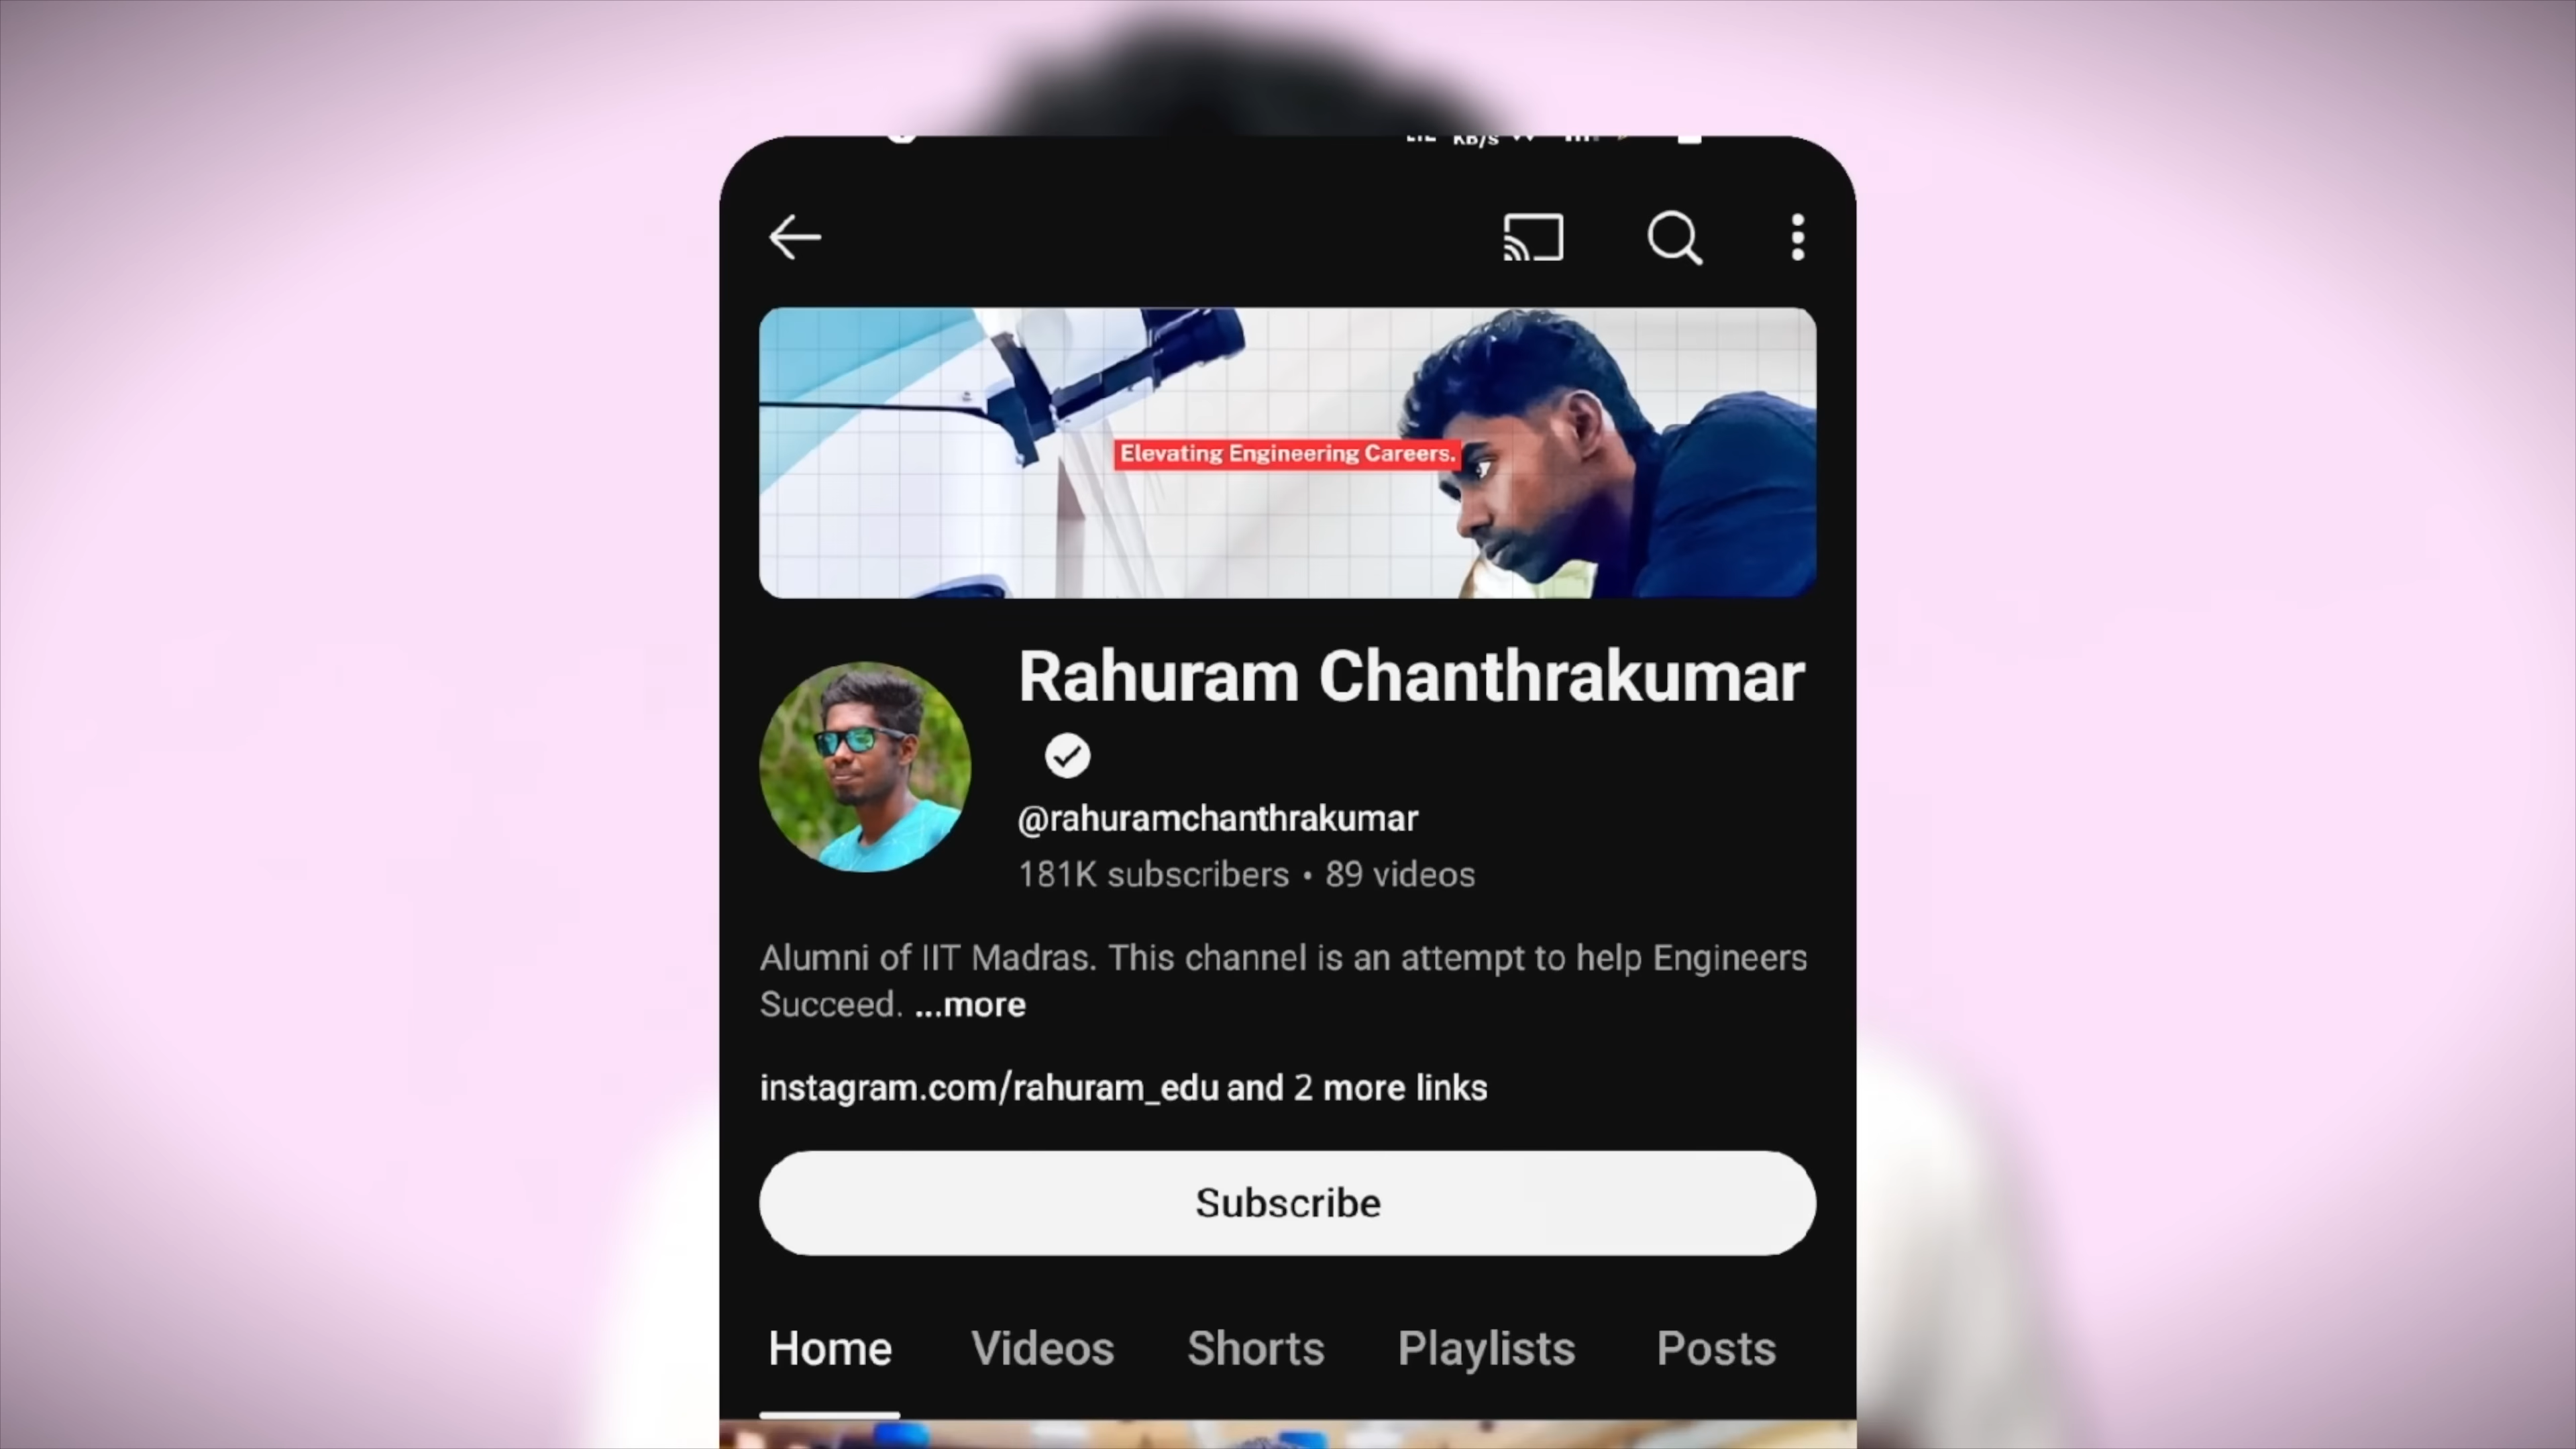 KB/S
Elevating Engineering Careers.
Rahuram Chanthrakumar
@rahuramchanthrakumar
181K subscribers • 89 videos
Alumni of IIT Madras. This channel is an attempt to help Engineers
Succeed. ...more
instagram.com/rahuram_edu and 2 more links
Subscribe
Home Videos Shorts Playlists Posts